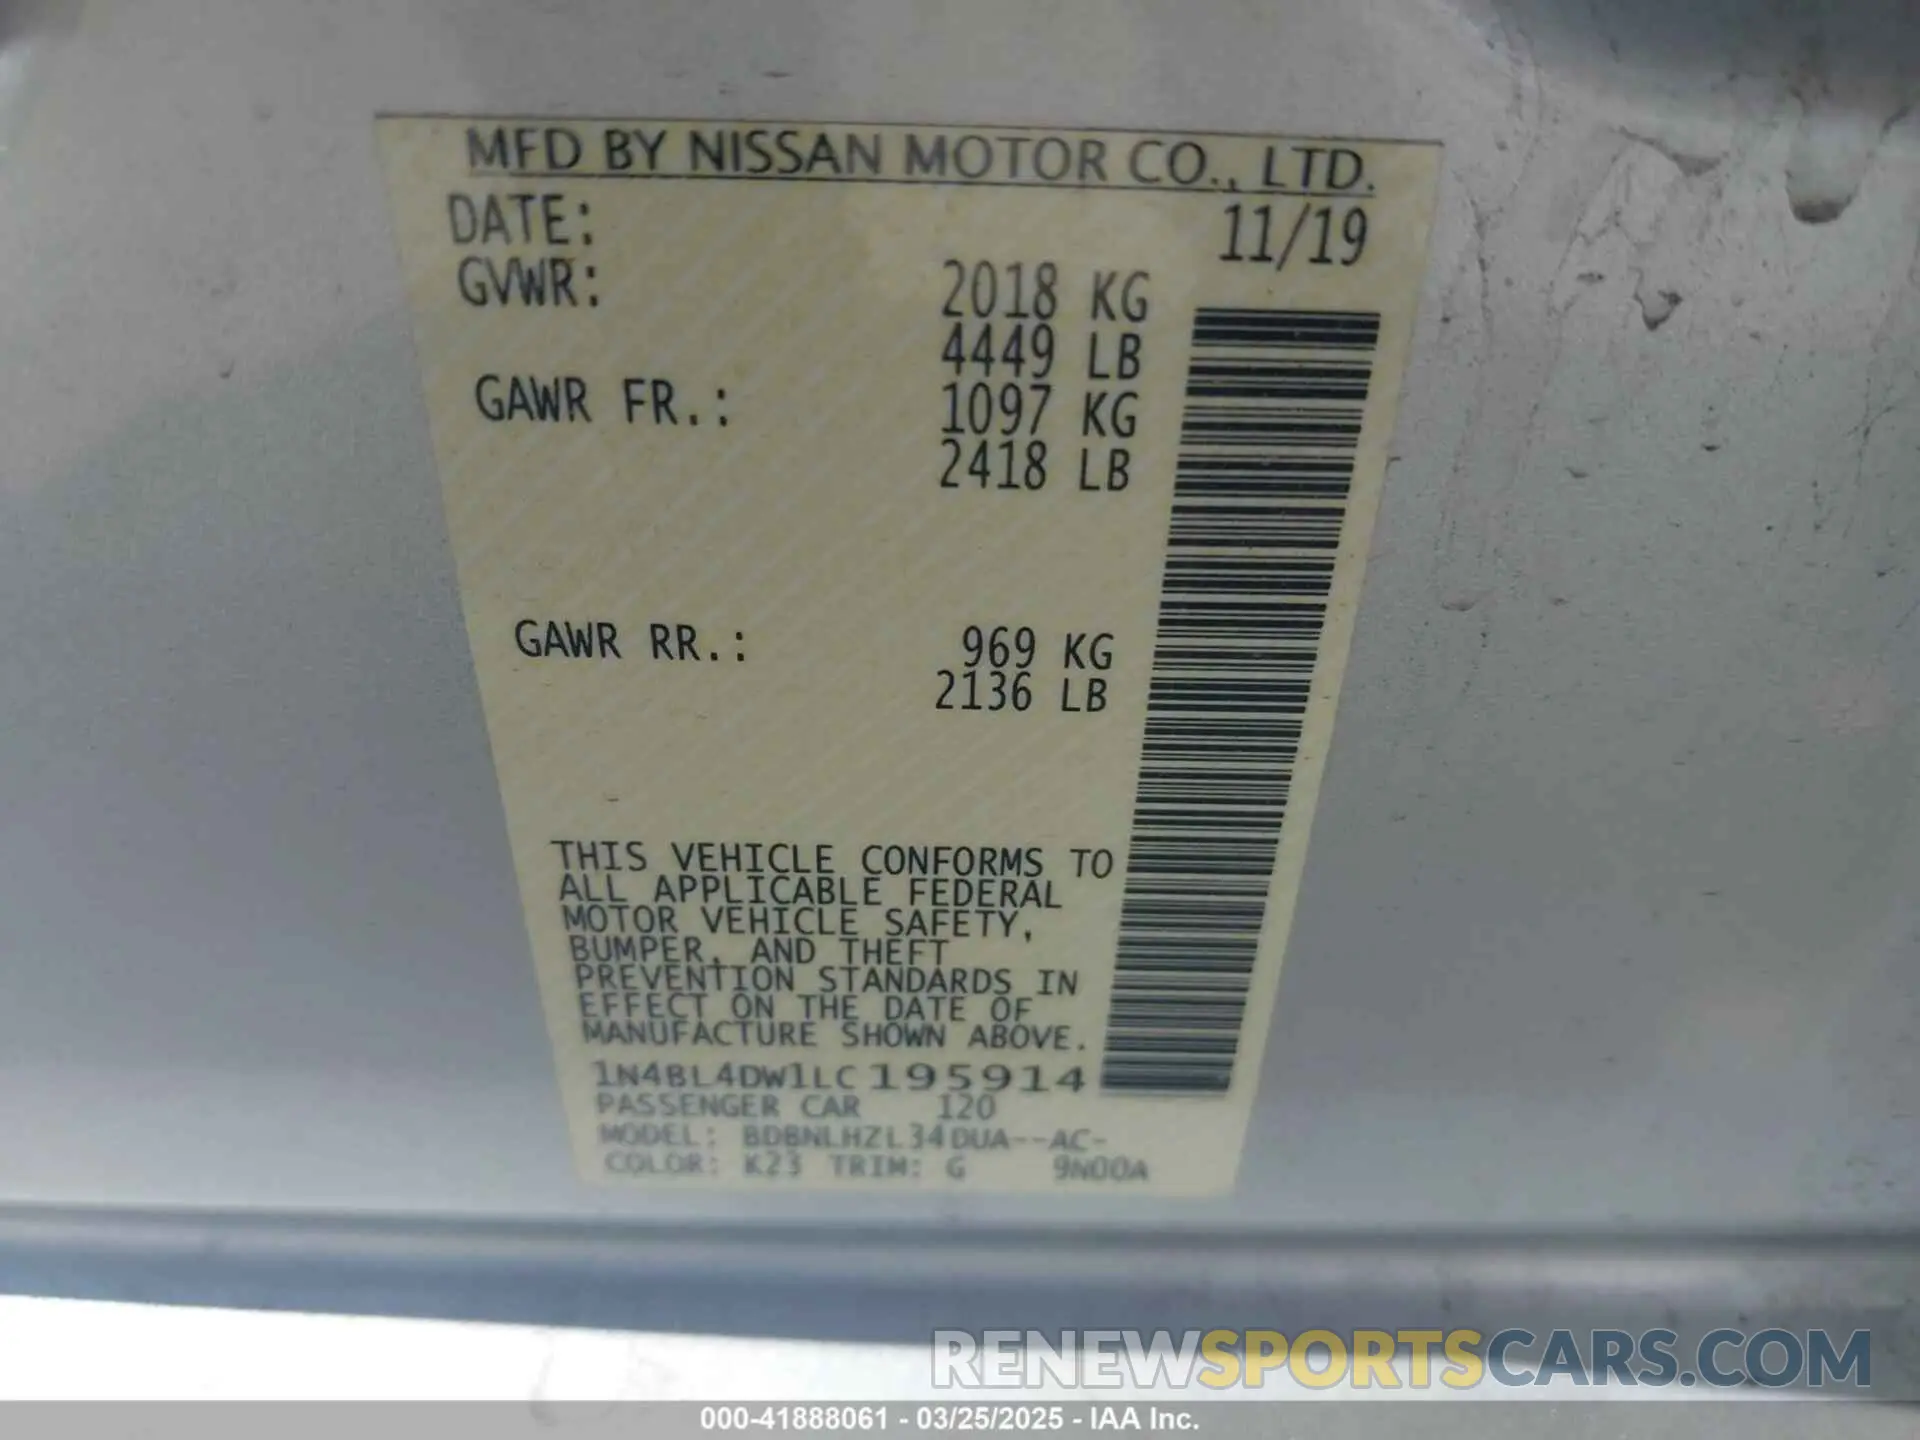 MFD BY NISSAN MOTOR CO., LTD.
DATE: 11/19
GVWR: 2018 KG
4449 LB
GAWR FR.: 1097 KG
2418 LB
GAWR RR.: 969 KG
2136 LB
THIS VEHICLE CONFORMS TO
ALL APPLICABLE FEDERAL
MOTOR VEHICLE SAFETY,
BUMPER, AND THEFT
PREVENTION STANDARDS IN
EFFECT ON THE DATE OF
MANUFACTURE SHOWN ABOVE.
1N4BL4DW1LC195914
PASSENGER CAR 120
MODEL: BDBNLHZL34DUA--AC-
COLOR: K23 TRIM: G 9N00A
RENEWSPORTSCARS.COM
000-41888061 - 03/25/2025 - IAA Inc.